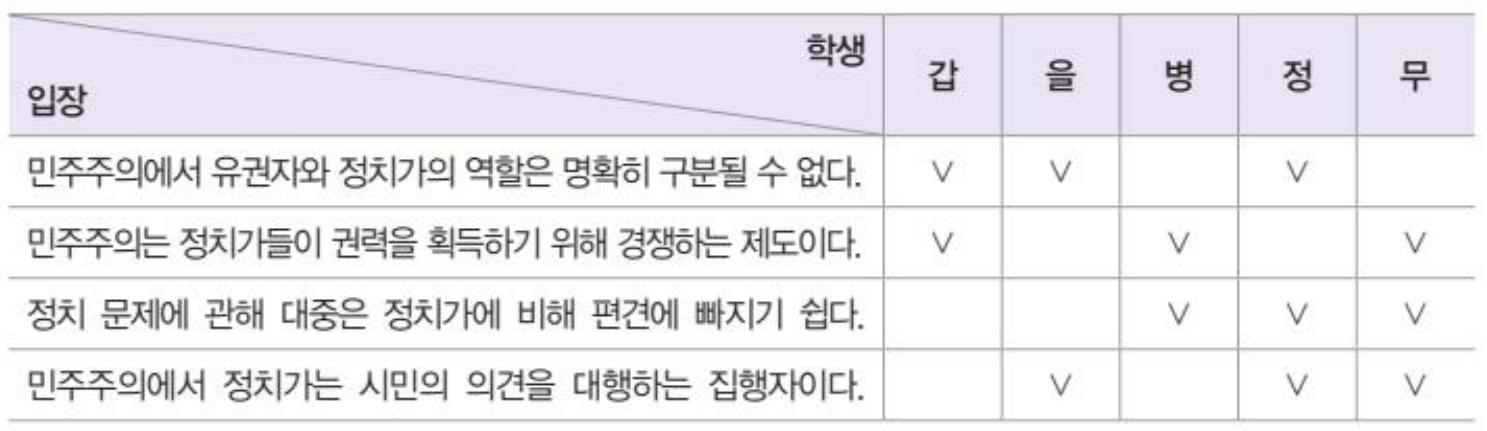 학생
입장
갑 을 병 정 무
민주주의에서 유권자와 정치가의 역할은 명확히 구분될 수 없다. ∨ ∨ ∨
민주주의는 정치가들이 권력을 획득하기 위해 경쟁하는 제도이다. ∨ ∨ ∨
정치 문제에 관해 대중은 정치가에 비해 편견에 빠지기 쉽다. ∨ ∨ ∨
민주주의에서 정치가는 시민의 의견을 대행하는 집행자이다. ∨ ∨ ∨